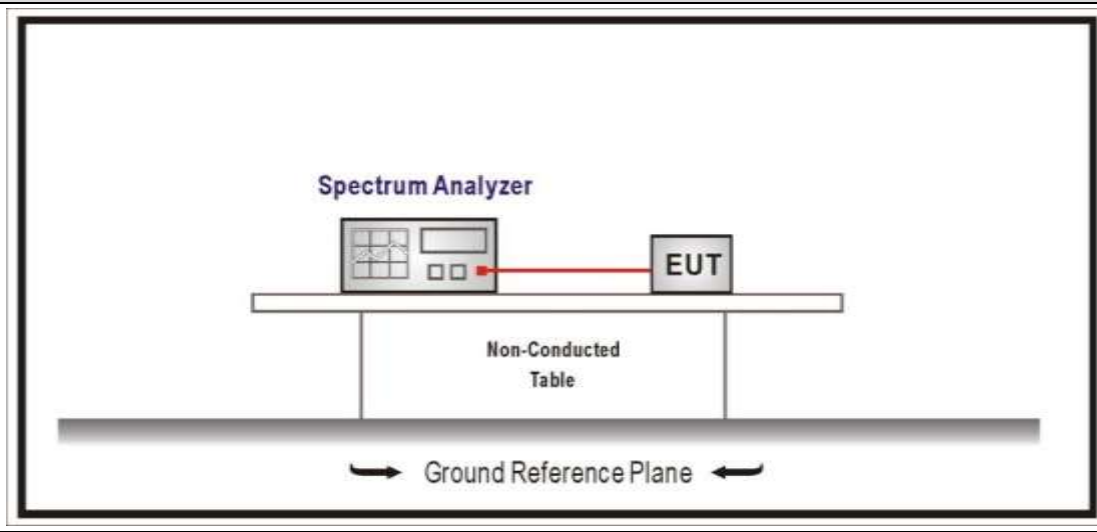 Spectrum Analyzer
EUT
Non-Conducted
Table
Ground Reference Plane